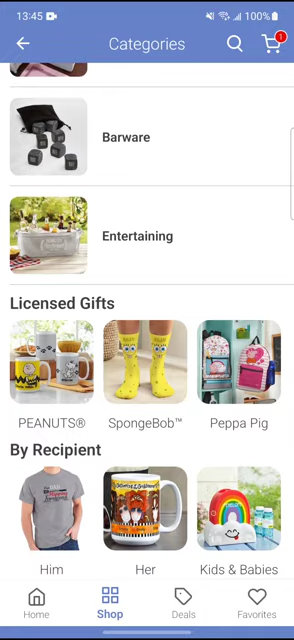 13:45
100%
Categories
1
Barware
Entertaining
Licensed Gifts
PEANUTS®
SpongeBob™
Peppa Pig
By Recipient
Him
Her
Kids & Babies
Home
Shop
Deals
Favorites